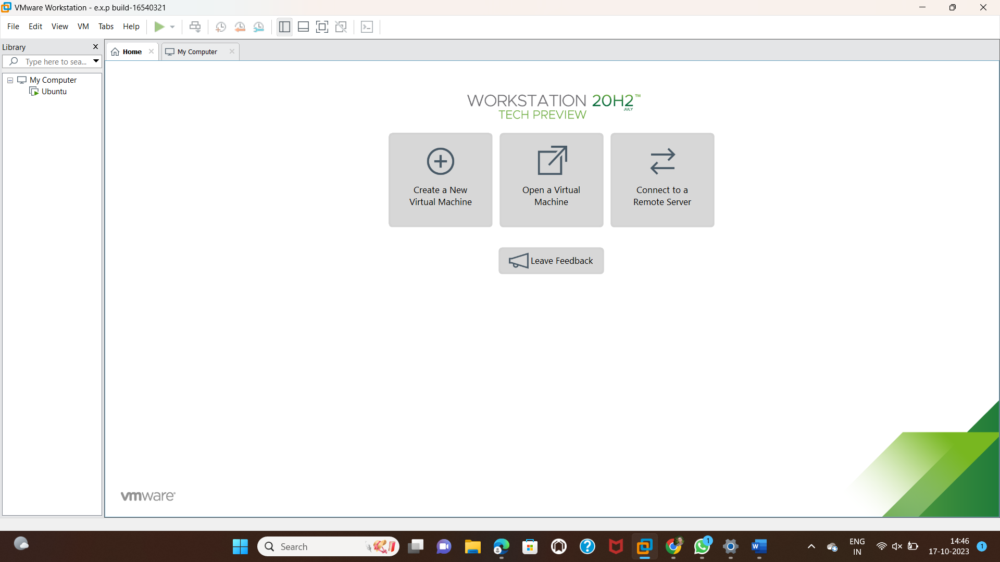 VMware Workstation - e.x.p build-16540321
File Edit View VM Tabs Help
Library
Type here to sea...
Home
My Computer
My Computer
Ubuntu
WORKSTATION 20H2™
JULY
TECH PREVIEW
Create a New
Virtual Machine
Open a Virtual
Machine
Connect to a
Remote Server
Leave Feedback
vmware
Search
W
1
ENG
IN
14:46
17-10-2023
1